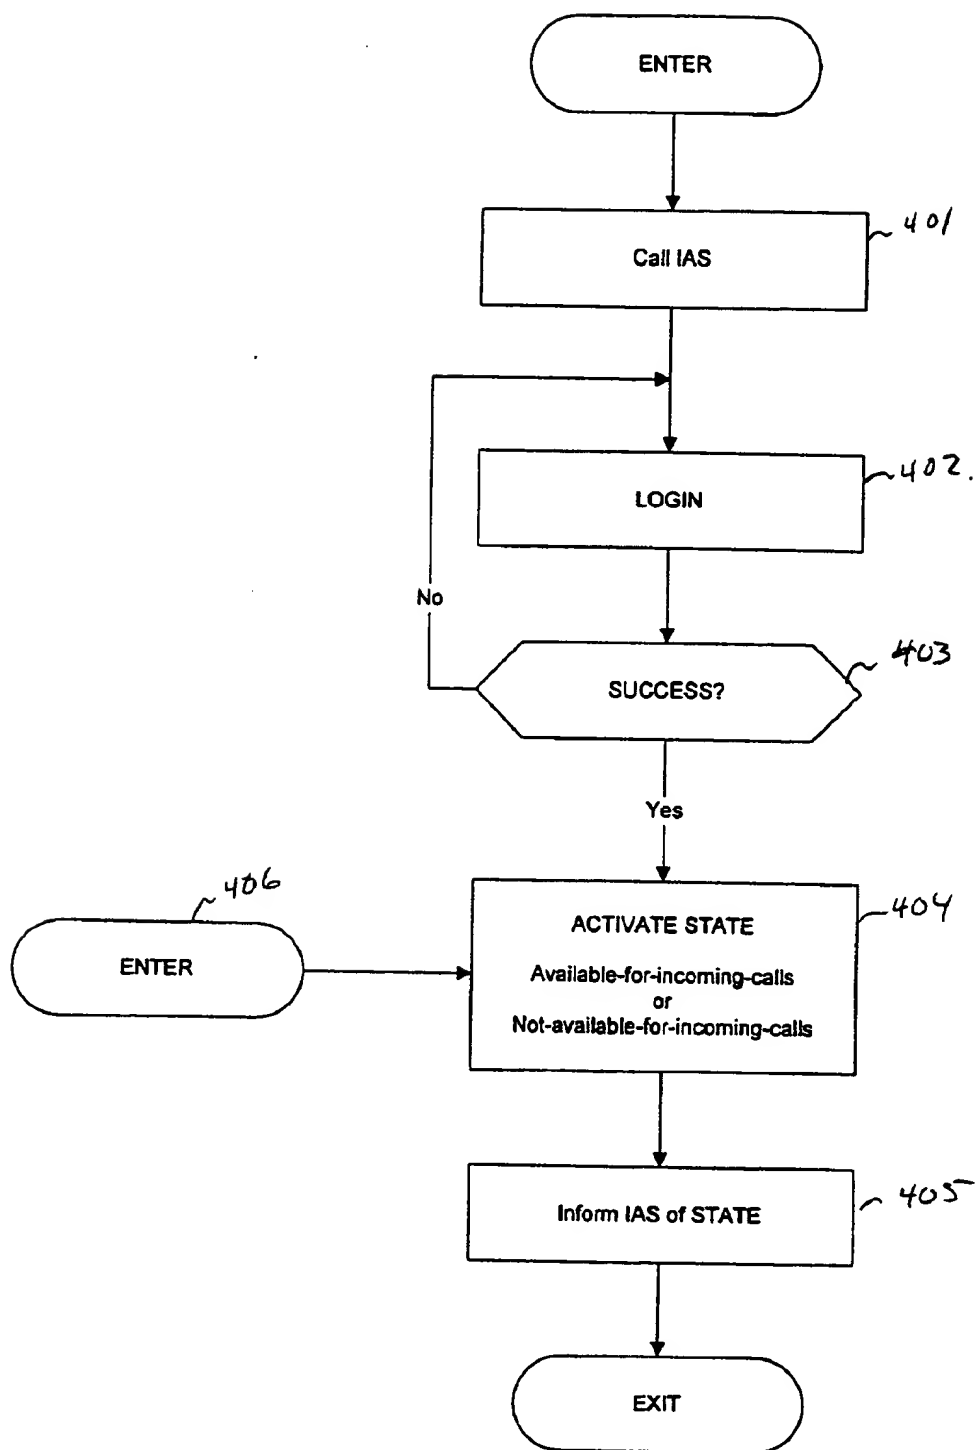 ENTER
Call IAS
401
LOGIN
402.
No
SUCCESS?
403
Yes
406
ENTER
ACTIVATE STATE
Available-for-incoming-calls
or
Not-available-for-incoming-calls
404
Inform IAS of STATE
405
EXIT